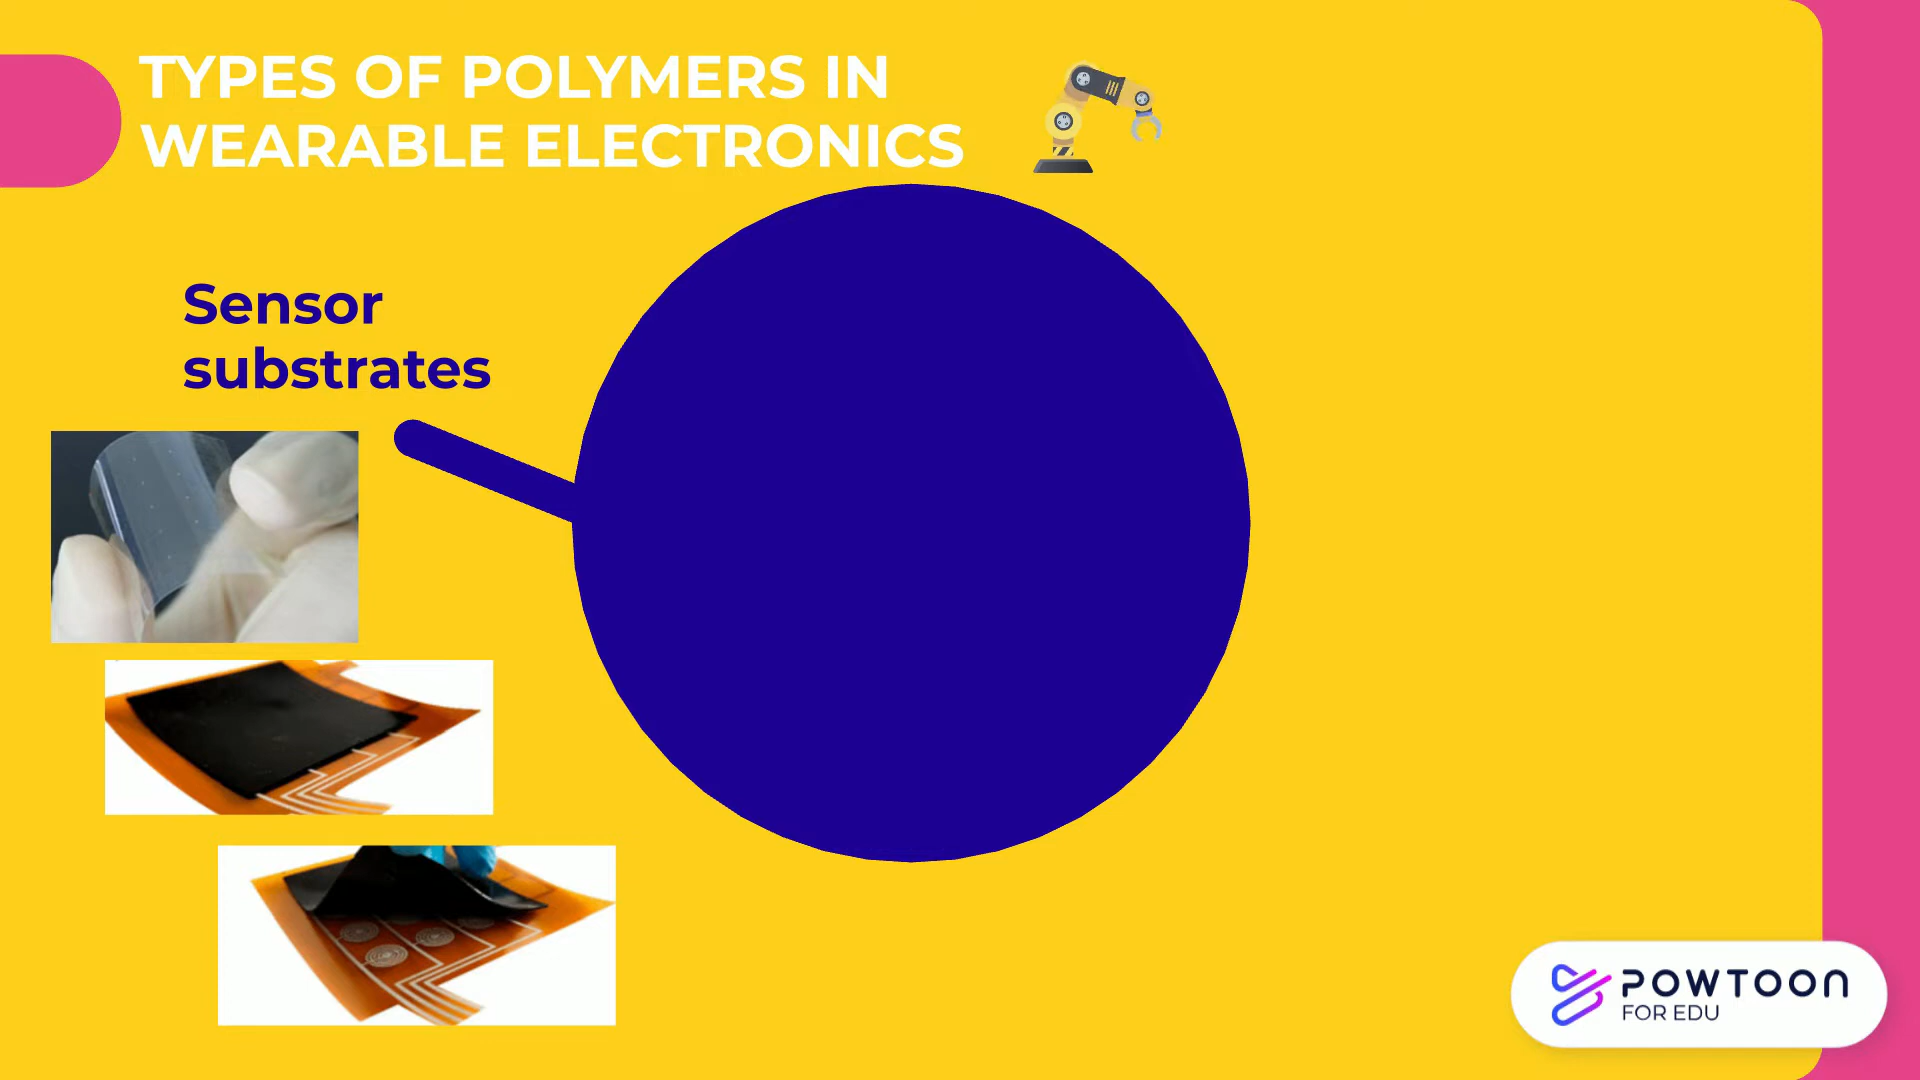 TYPES OF POLYMERS IN
WEARABLE ELECTRONICS
Sensor
substrates
POWTOON
FOR EDU